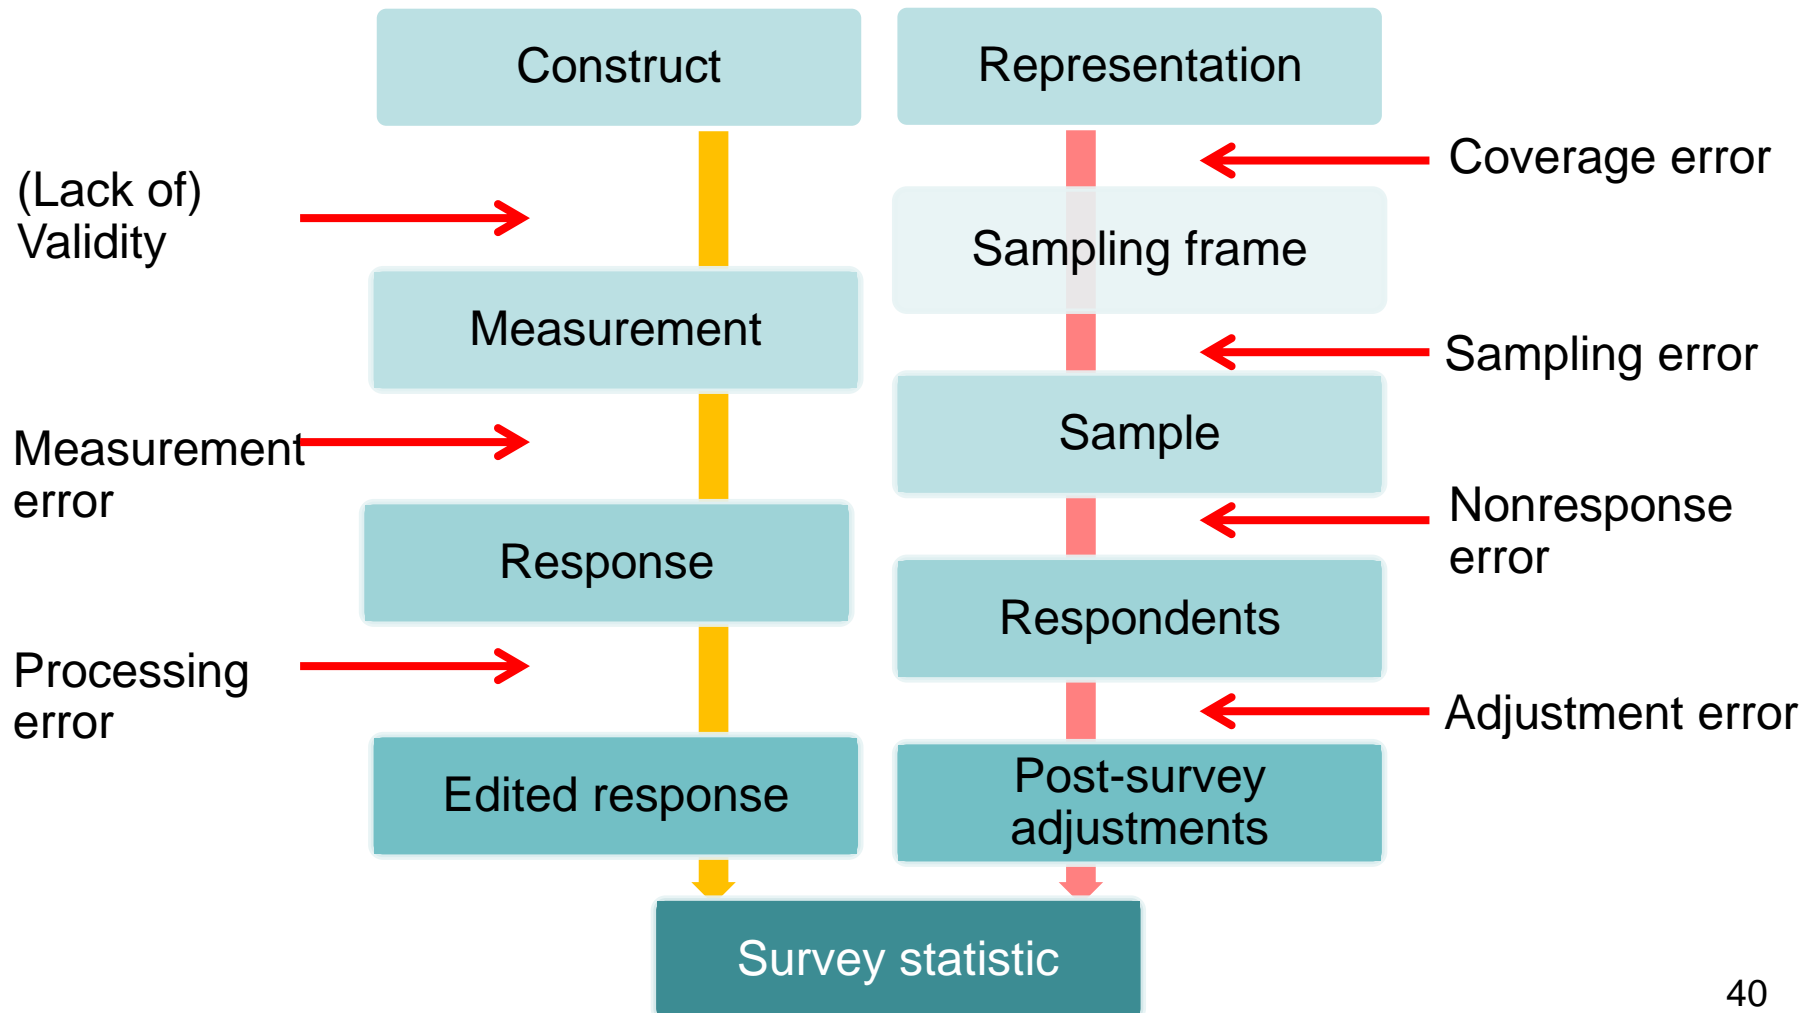 Construct
Representation
(Lack of)
Validity
Coverage error
Sampling frame
Measurement
Sampling error
Sample
Measurement
error
Nonresponse
error
Response
Respondents
Processing
error
Adjustment error
Edited response
Post-survey
adjustments
Survey statistic
40